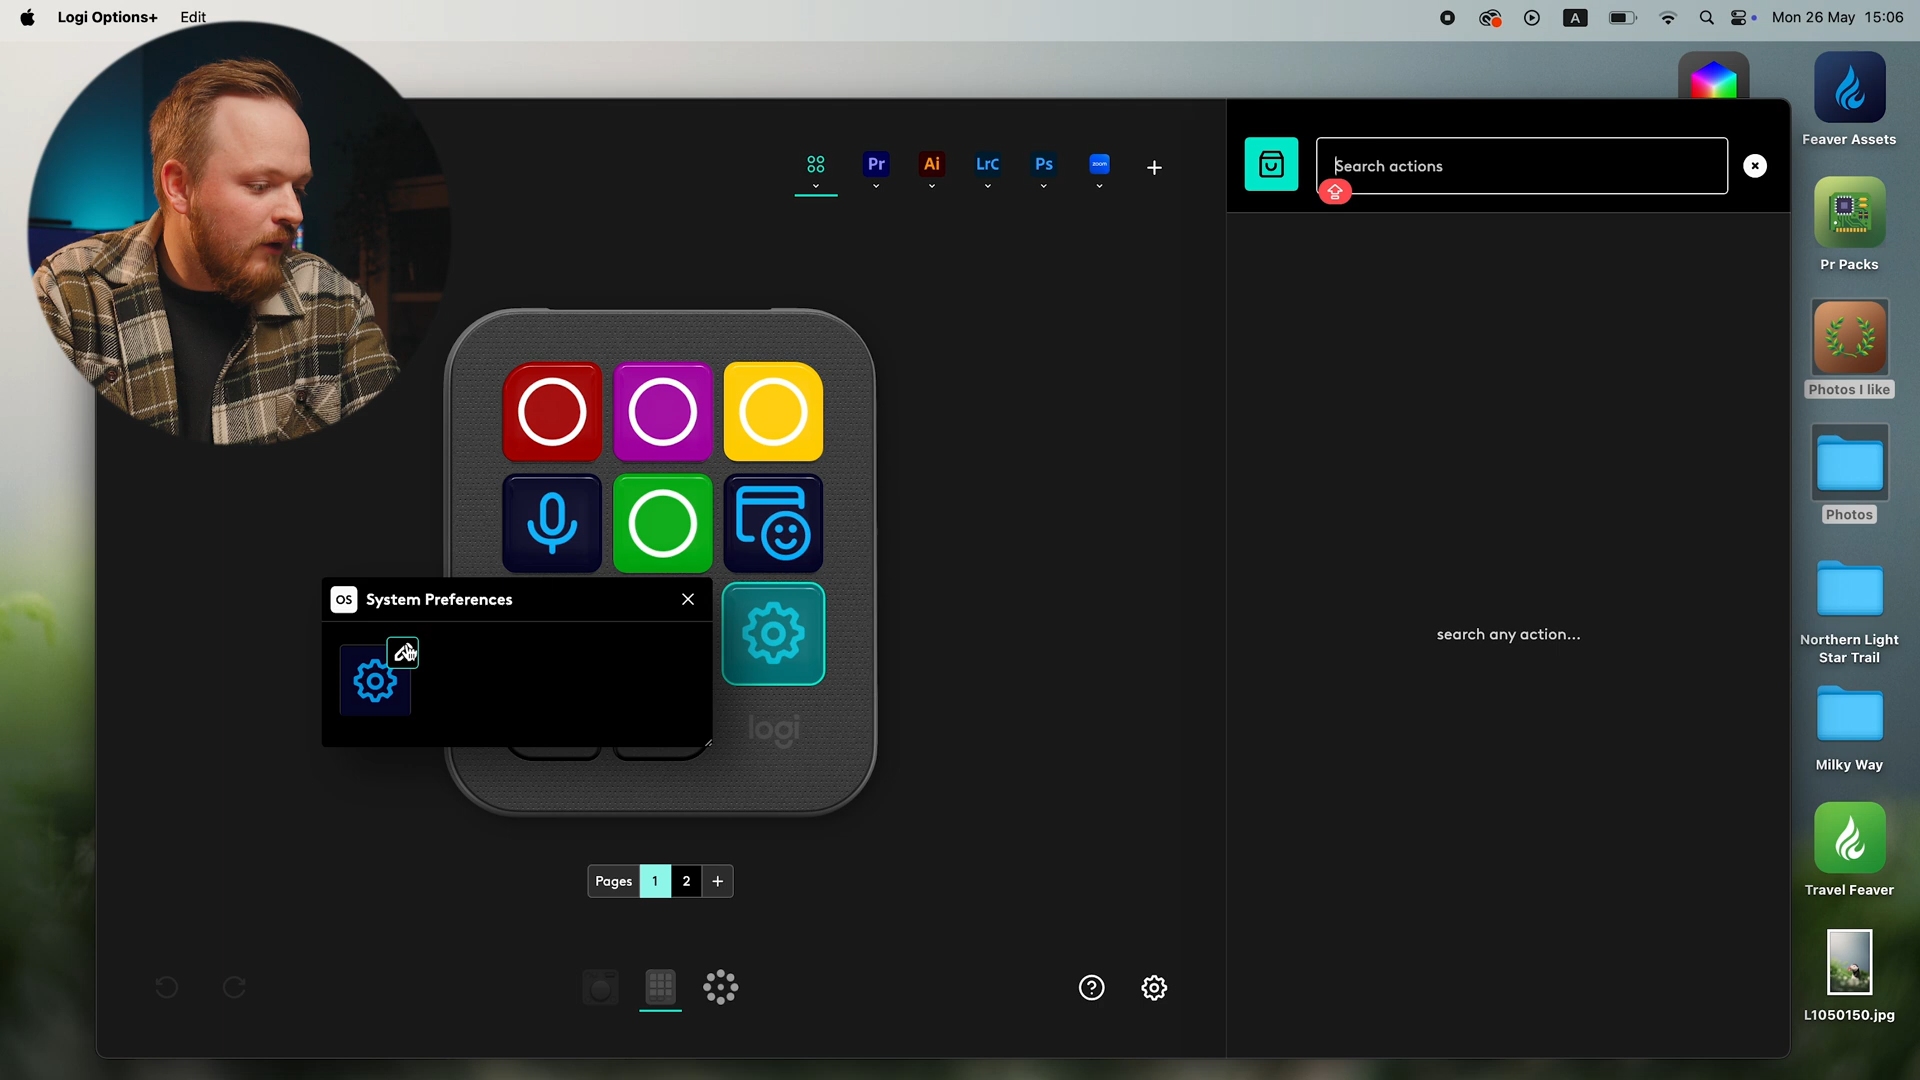 Logi Options+ Edit
A
Mon 26 May 15:06
Feaver Assets
Pr
Ai
LrC
Ps
zoom
+
Search actions
Pr Packs
Photos I like
Photos
OS System Preferences
search any action...
Northern Light
Star Trail
logi
Milky Way
Pages 1 2 +
Travel Feaver
L1050150.jpg